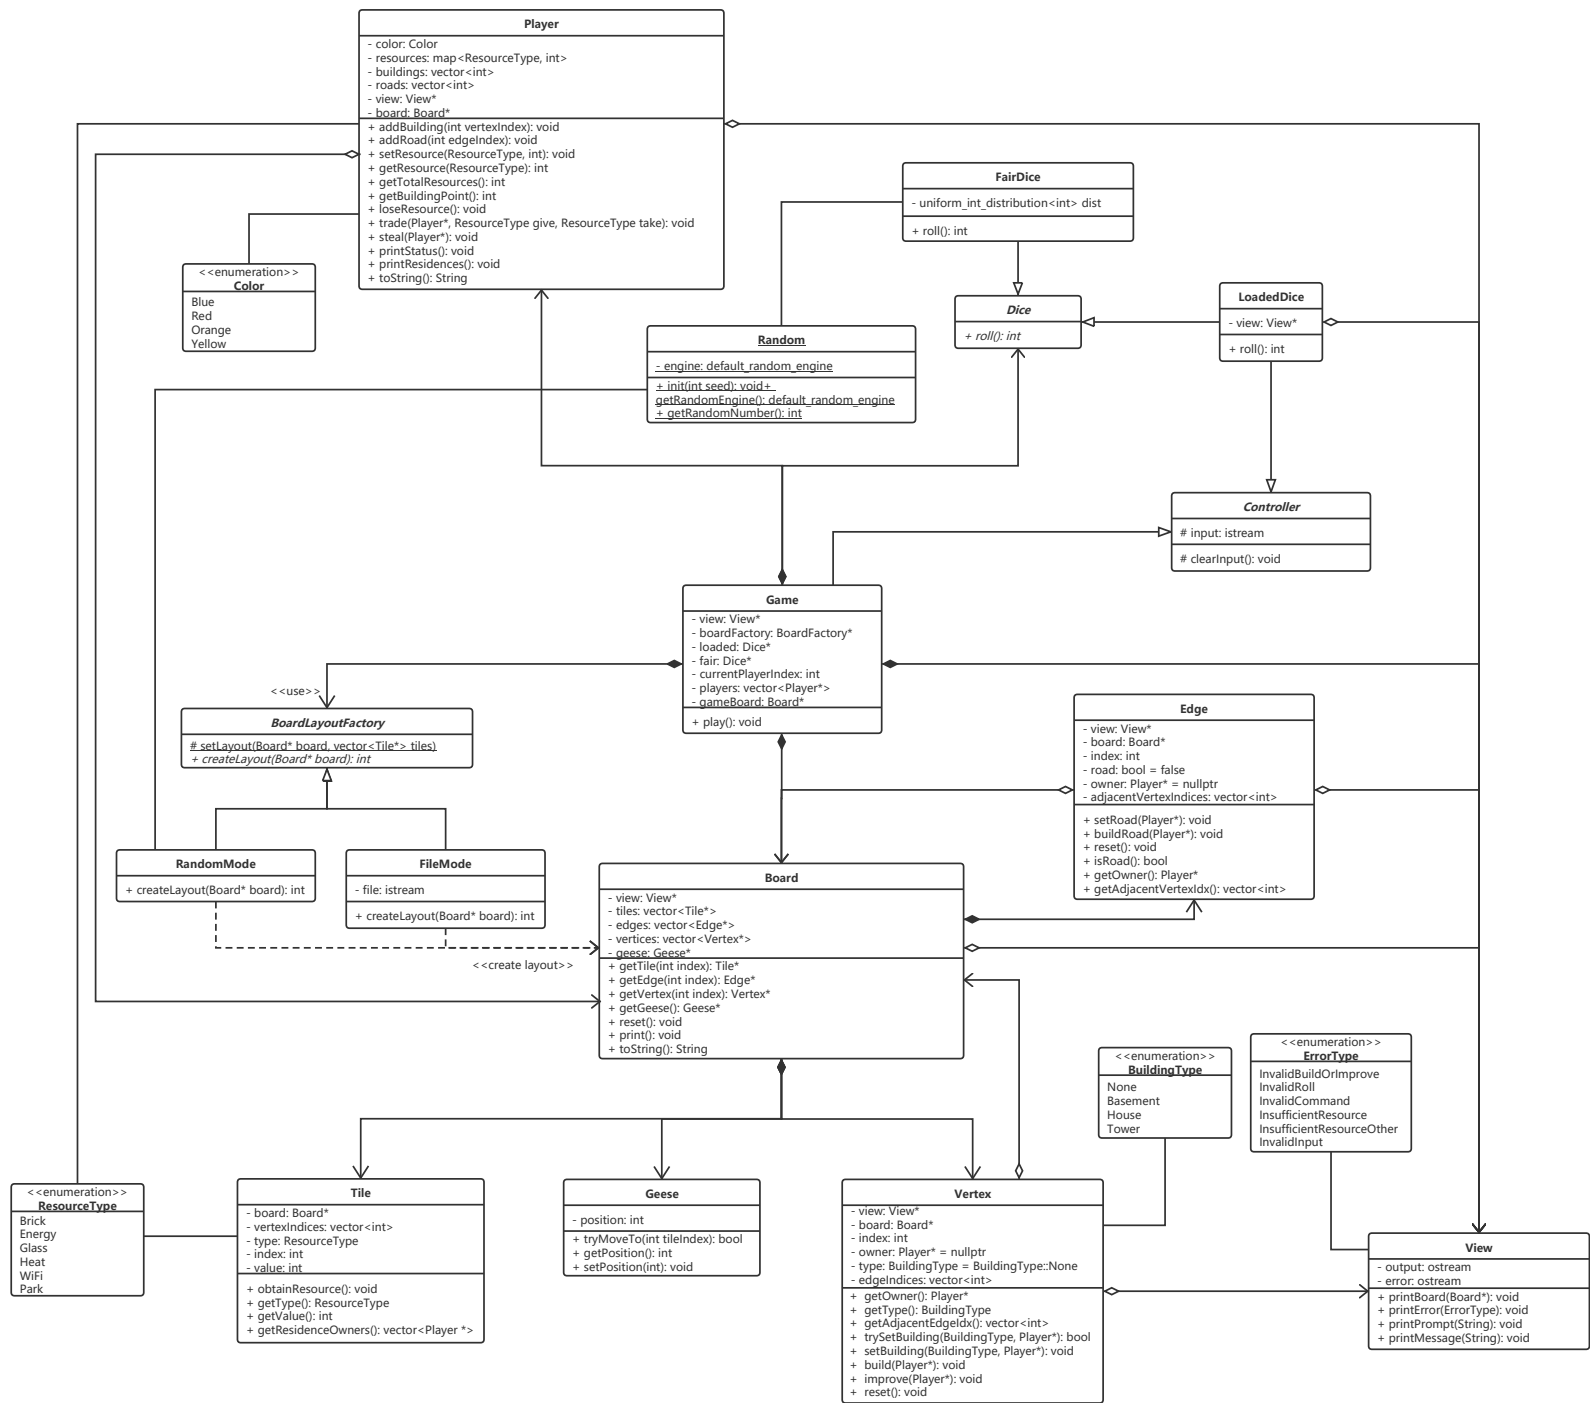 Player
- color: Color
- resources: map<ResourceType, int>
- buildings: vector<int>
- roads: vector<int>
- view: View*
- board: Board*
+ addBuilding(int vertexIndex): void
+ addRoad(int edgeIndex): void
+ setResource(ResourceType, int): void
+ getResource(ResourceType): int
+ getTotalResources(): int
+ getBuildingPoint(): int
+ loseResource(): void
+ trade(Player*, ResourceType give, ResourceType take): void
+ steal(Player*): void
+ printStatus(): void
+ printResidences(): void
+ toString(): String
FairDice
- uniform_int_distribution<int> dist
+ roll(): int
<<enumeration>>
Color
Blue
Red
Orange
Yellow
Dice
+ roll(): int
LoadedDice
- view: View*
+ roll(): int
Random
- engine: default_random_engine
+ init(int seed): void+
getRandomEngine(): default_random_engine
+ getRandomNumber(): int
Controller
# input: istream
# clearInput(): void
Game
- view: View*
- boardFactory: BoardFactory*
- loaded: Dice*
- fair: Dice*
- currentPlayerIndex: int
- players: vector<Player*>
- gameBoard: Board*
+ play(): void
<<use>>
BoardLayoutFactory
# setLayout(Board* board, vector<Tile*> tiles)
+ createLayout(Board* board): int
Edge
- view: View*
- board: Board*
- index: int
- road: bool = false
- owner: Player* = nullptr
- adjacentVertexIndices: vector<int>
+ setRoad(Player*): void
+ buildRoad(Player*): void
+ reset(): void
+ isRoad(): bool
+ getOwner(): Player*
+ getAdjacentVertexIdx(): vector<int>
RandomMode
+ createLayout(Board* board): int
FileMode
- file: istream
+ createLayout(Board* board): int
<<create layout>>
Board
- view: View*
- tiles: vector<Tile*>
- edges: vector<Edge*>
- vertices: vector<Vertex*>
- geese: Geese*
+ getTile(int index): Tile*
+ getEdge(int index): Edge*
+ getVertex(int index): Vertex*
+ getGeese(): Geese*
+ reset(): void
+ print(): void
+ toString(): String
<<enumeration>>
BuildingType
None
Basement
House
Tower
<<enumeration>>
ErrorType
InvalidBuildOrImprove
InvalidRoll
InvalidCommand
InsufficientResource
InsufficientResourceOther
InvalidInput
<<enumeration>>
ResourceType
Brick
Energy
Glass
Heat
WiFi
Park
Tile
- board: Board*
- vertexIndices: vector<int>
- type: ResourceType
- index: int
- value: int
+ obtainResource(): void
+ getType(): ResourceType
+ getValue(): int
+ getResidenceOwners(): vector<Player *>
Geese
- position: int
+ tryMoveTo(int tileIndex): bool
+ getPosition(): int
+ setPosition(int): void
Vertex
- view: View*
- board: Board*
- index: int
- owner: Player* = nullptr
- type: BuildingType = BuildingType::None
- edgeIndices: vector<int>
+ getOwner(): Player*
+ getType(): BuildingType
+ getAdjacentEdgeIdx(): vector<int>
+ trySetBuilding(BuildingType, Player*): bool
+ setBuilding(BuildingType, Player*): void
+ build(Player*): void
+ improve(Player*): void
+ reset(): void
View
- output: ostream
- error: ostream
+ printBoard(Board*): void
+ printError(ErrorType): void
+ printPrompt(String): void
+ printMessage(String): void